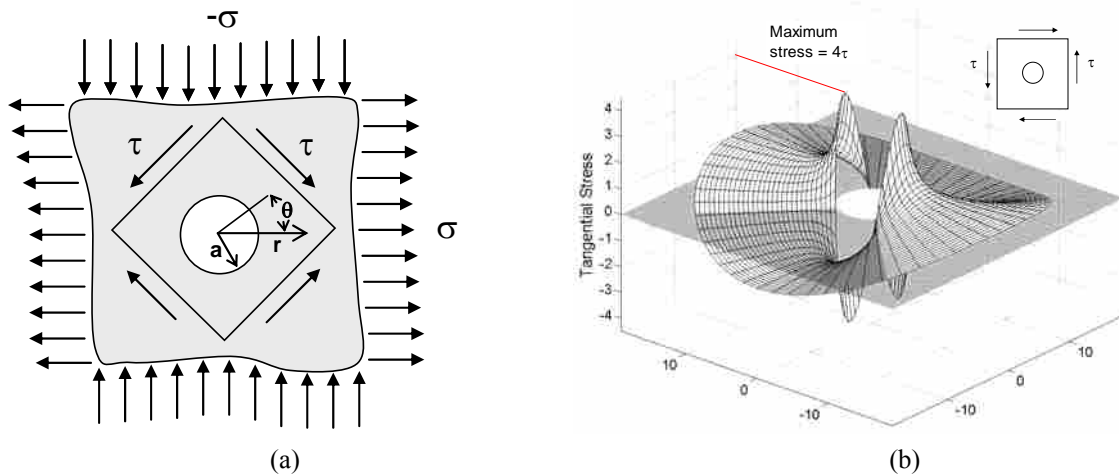 -σ
τ
τ
θ
r
a
σ
(a)
Maximum
stress = 4τ
τ
τ
Tangential Stress
4
3
2
1
0
-1
-2
-3
-4
10
0
-10
10
0
-10
(b)